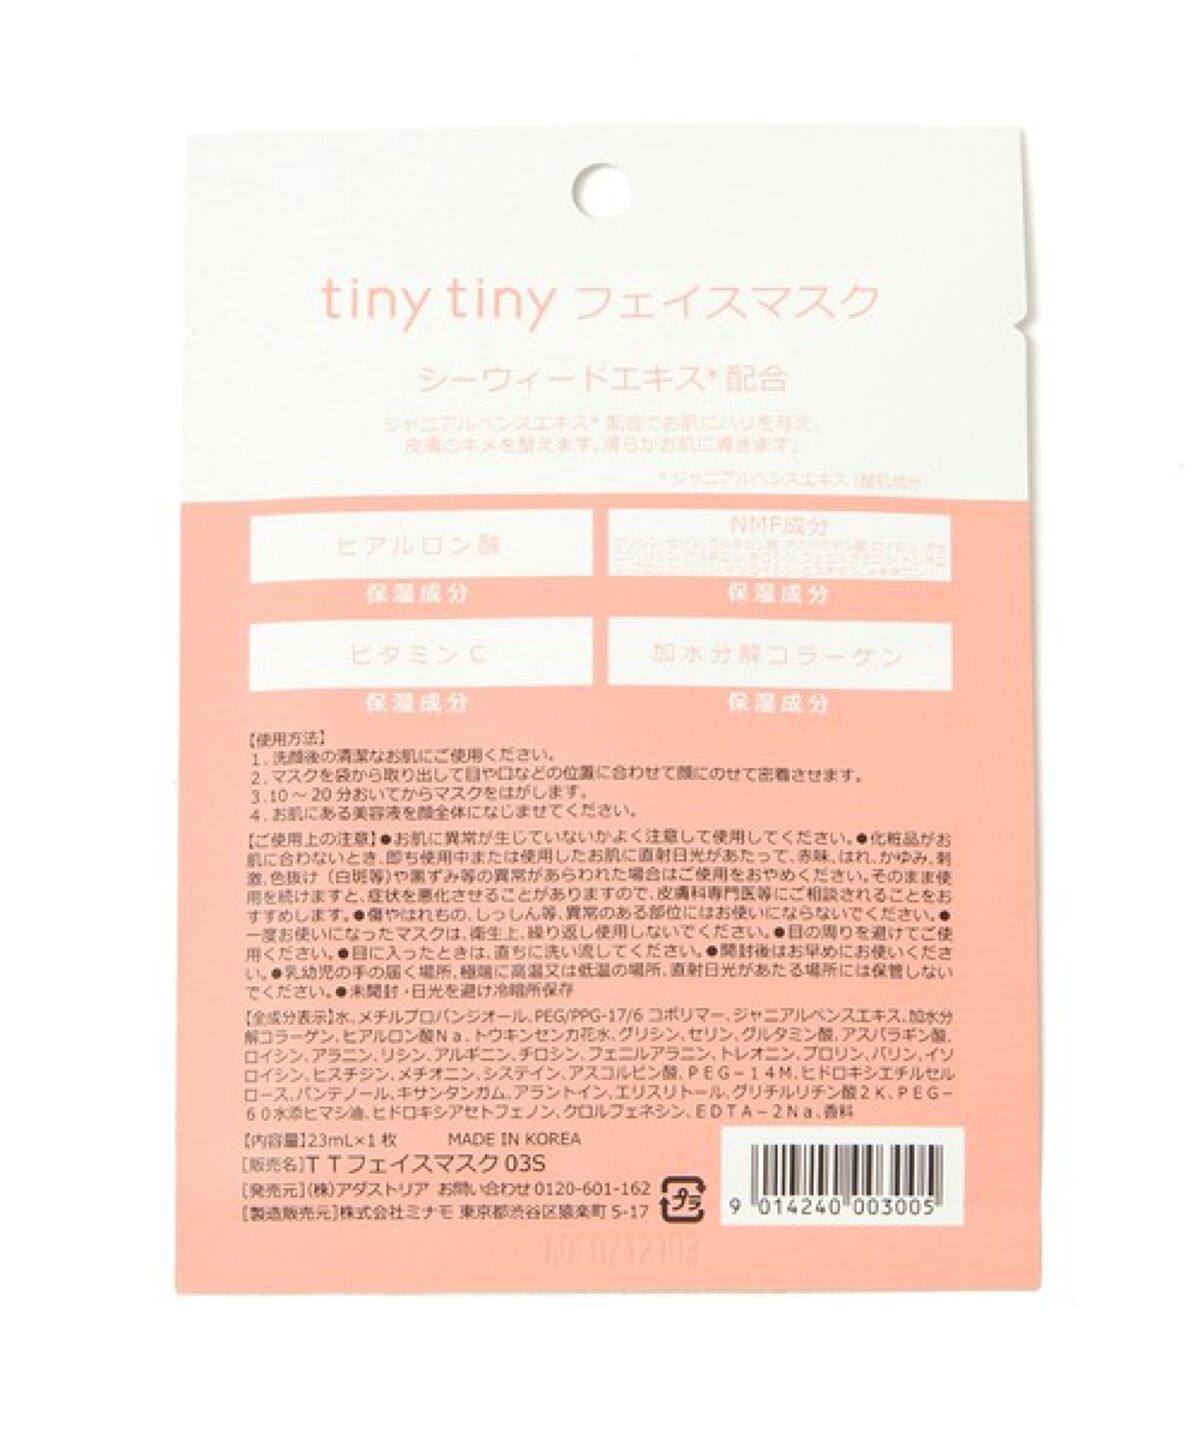 tiny tiny フェイスマスク
シーウィードエキス*配合
ジャニアルベンスエキス*配合でお肌にハリを与え、
皮膚のキメを整えます。滑らかお肌に導きます。
*ジャニアルベンスエキス(整肌成分)
ヒアルロン酸
NMF成分
保湿成分
保湿成分
ビタミンC
加水分解コラーゲン
保湿成分
保湿成分
【使用方法】
1. 洗顔後の清潔なお肌にご使用ください。
2. マスクを袋から取り出して目や口などの位置に合わせて顔にのせて密着させます。
3.10〜20分おいてからマスクをはがします。
4. お肌にある美容液を顔全体になじませてください。
【ご使用上の注意】●お肌に異常が生じていないかよく注意して使用してください。●化粧品がお
肌に合わないとき、即ち使用中または使用したお肌に直射日光があたって、赤味、はれ、かゆみ、刺
激、色抜け(白斑等)や黒ずみ等の異常があらわれた場合はご使用をおやめください。そのまま使
用を続けますと、症状を悪化させることがありますので、皮膚科専門医等にご相談されることをお
すすめします。●傷やはれもの、しっしん等、異常のある部位にはお使いにならないでください。●
一度お使いになったマスクは、衛生上、繰り返し使用しないでください。●目の周りを避けてご使
用ください。●目に入ったときは、直ちに洗い流してください。●開封後はお早めにお使いくださ
い。●乳幼児の手の届く場所、極端に高温又は低温の場所、直射日光があたる場所には保管しない
でください。●未開封・日光を避け冷暗所保存
【全成分表示】水、メチルプロパンジオール、PEG/PPG-17/6 コポリマー、ジャニアルベンスエキス、加水分
解コラーゲン、ヒアルロン酸Na、トウキンセンカ花水、グリシン、セリン、グルタミン酸、アスパラギン酸、
ロイシン、アラニン、リシン、アルギニン、チロシン、フェニルアラニン、トレオニン、プロリン、バリン、イソ
ロイシン、ヒスチジン、メチオニン、システイン、アスコルビン酸、PEG-14M、ヒドロキシエチルセル
ロース、パンテノール、キサンタンガム、アラントイン、エリスリトール、グリチルリチン酸2K、PEG-
60水添ヒマシ油、ヒドロキシアセトフェノン、クロルフェネシン、EDTA-2Na、香料
【内容量】23mL×1枚 MADE IN KOREA
[販売名]TTフェイスマスク 03S
[発売元](株)アダストリア お問い合わせ 0120-601-162
[製造販売元]株式会社ミナモ 東京都渋谷区猿楽町 5-17
プラ
9 014240 003005